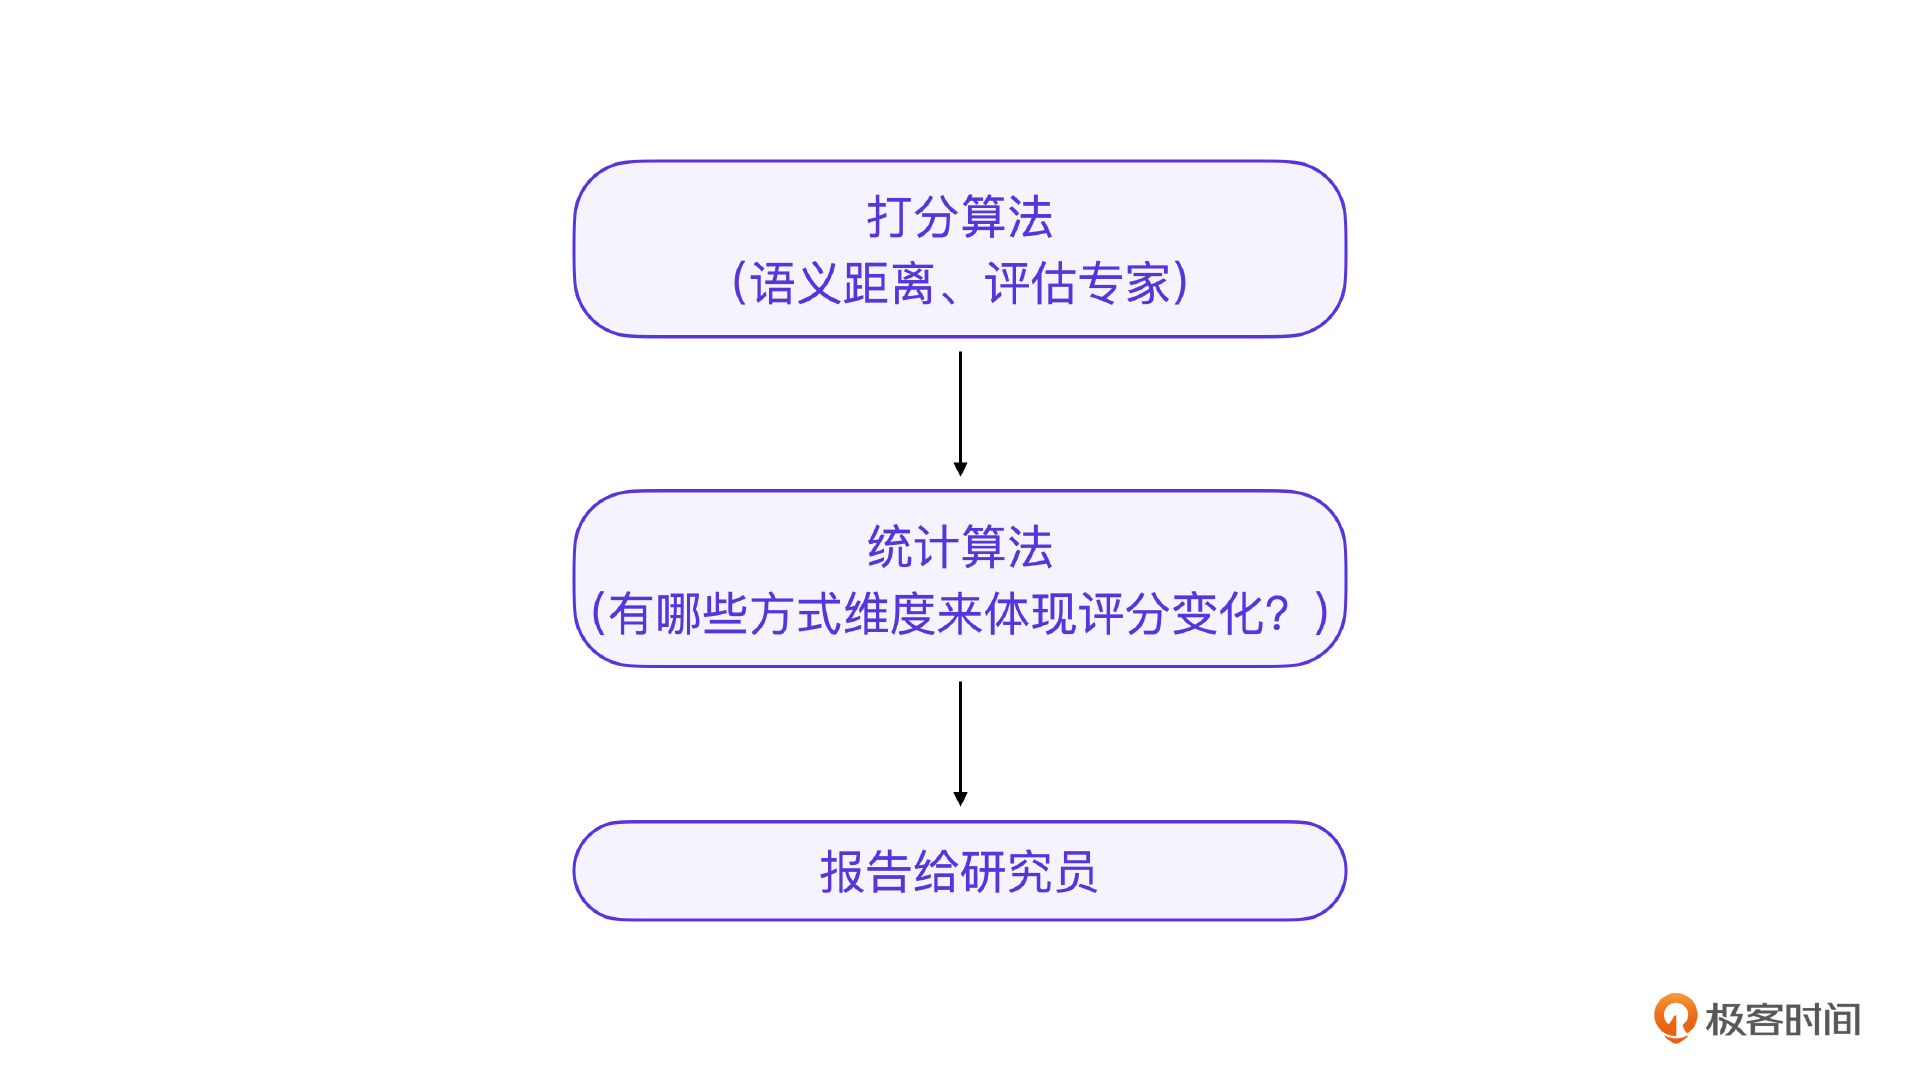 打分算法
(语义距离、评估专家)
统计算法
(有哪些方式维度来体现评分变化？)
报告给研究员
极客时间